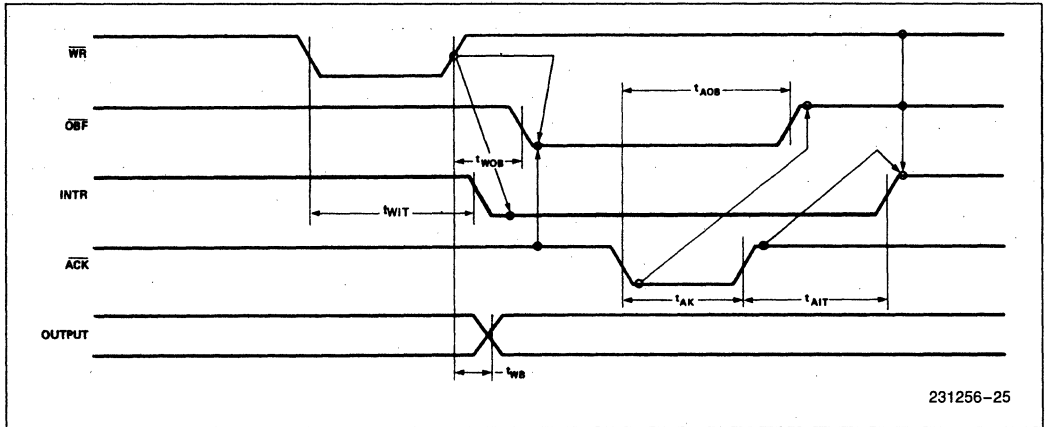 WR
tAOB
OBF
tWOB
INTR
tWIT
ACK
tAK
tAIT
OUTPUT
tWB
231256-25